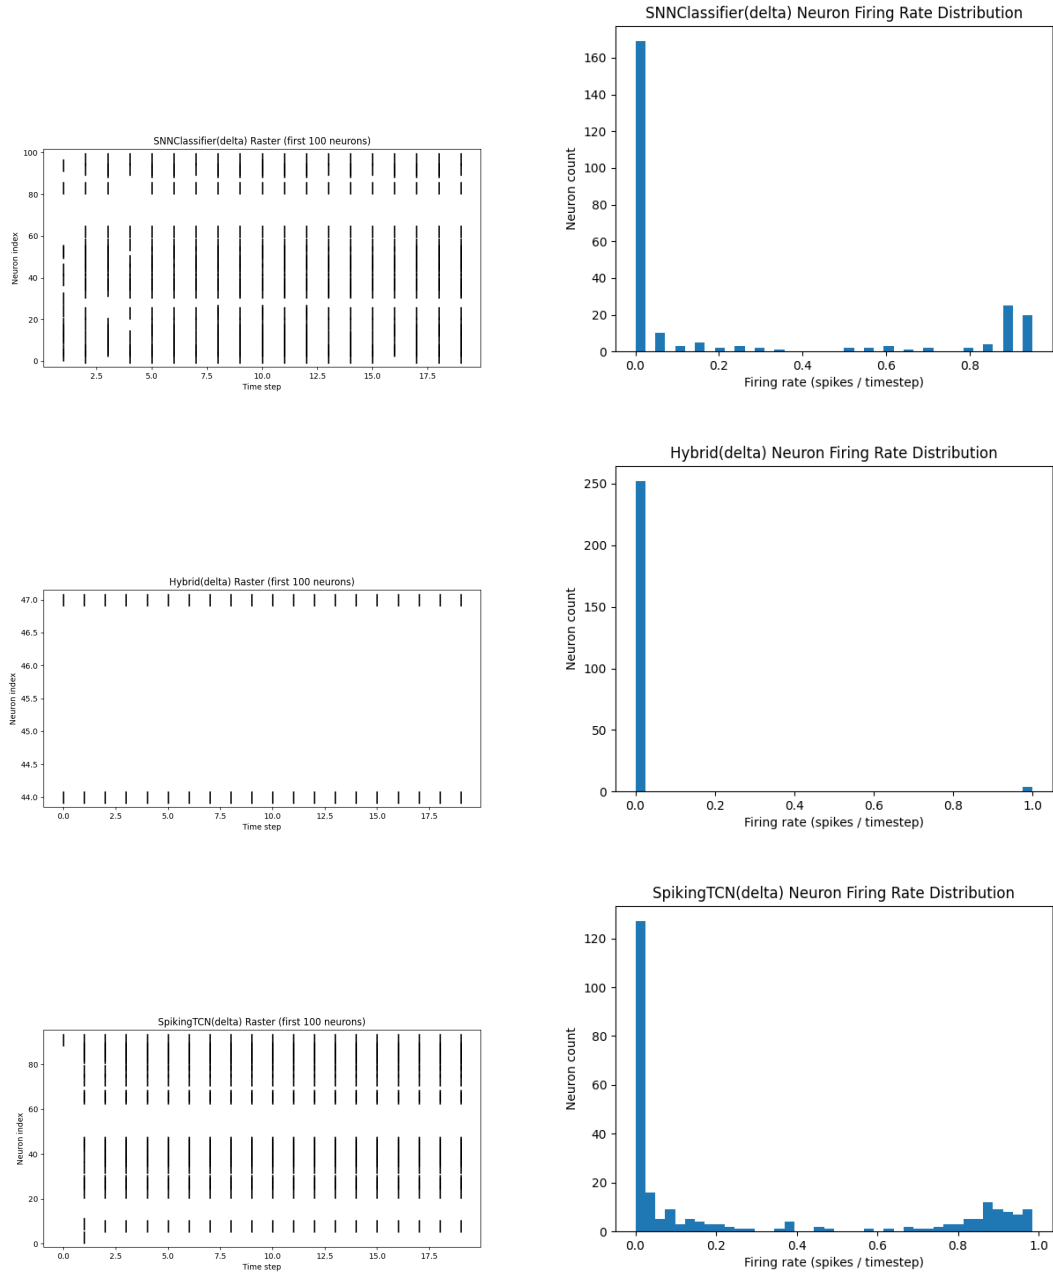 SNNClassifier(delta) Raster (first 100 neurons)
100
80
60
40
20
0
Neuron index
2.5 5.0 7.5 10.0 12.5 15.0 17.5
Time step
SNNClassifier(delta) Neuron Firing Rate Distribution
160
140
120
100
80
60
40
20
0
Neuron count
0.0 0.2 0.4 0.6 0.8
Firing rate (spikes / timestep)
Hybrid(delta) Raster (first 100 neurons)
47.0
46.5
46.0
45.5
45.0
44.5
44.0
Neuron index
0.0 2.5 5.0 7.5 10.0 12.5 15.0 17.5
Time step
Hybrid(delta) Neuron Firing Rate Distribution
250
200
150
100
50
0
Neuron count
0.0 0.2 0.4 0.6 0.8 1.0
Firing rate (spikes / timestep)
SpikingTCN(delta) Raster (first 100 neurons)
80
60
40
20
0
Neuron index
0.0 2.5 5.0 7.5 10.0 12.5 15.0 17.5
Time step
SpikingTCN(delta) Neuron Firing Rate Distribution
120
100
80
60
40
20
0
Neuron count
0.0 0.2 0.4 0.6 0.8 1.0
Firing rate (spikes / timestep)